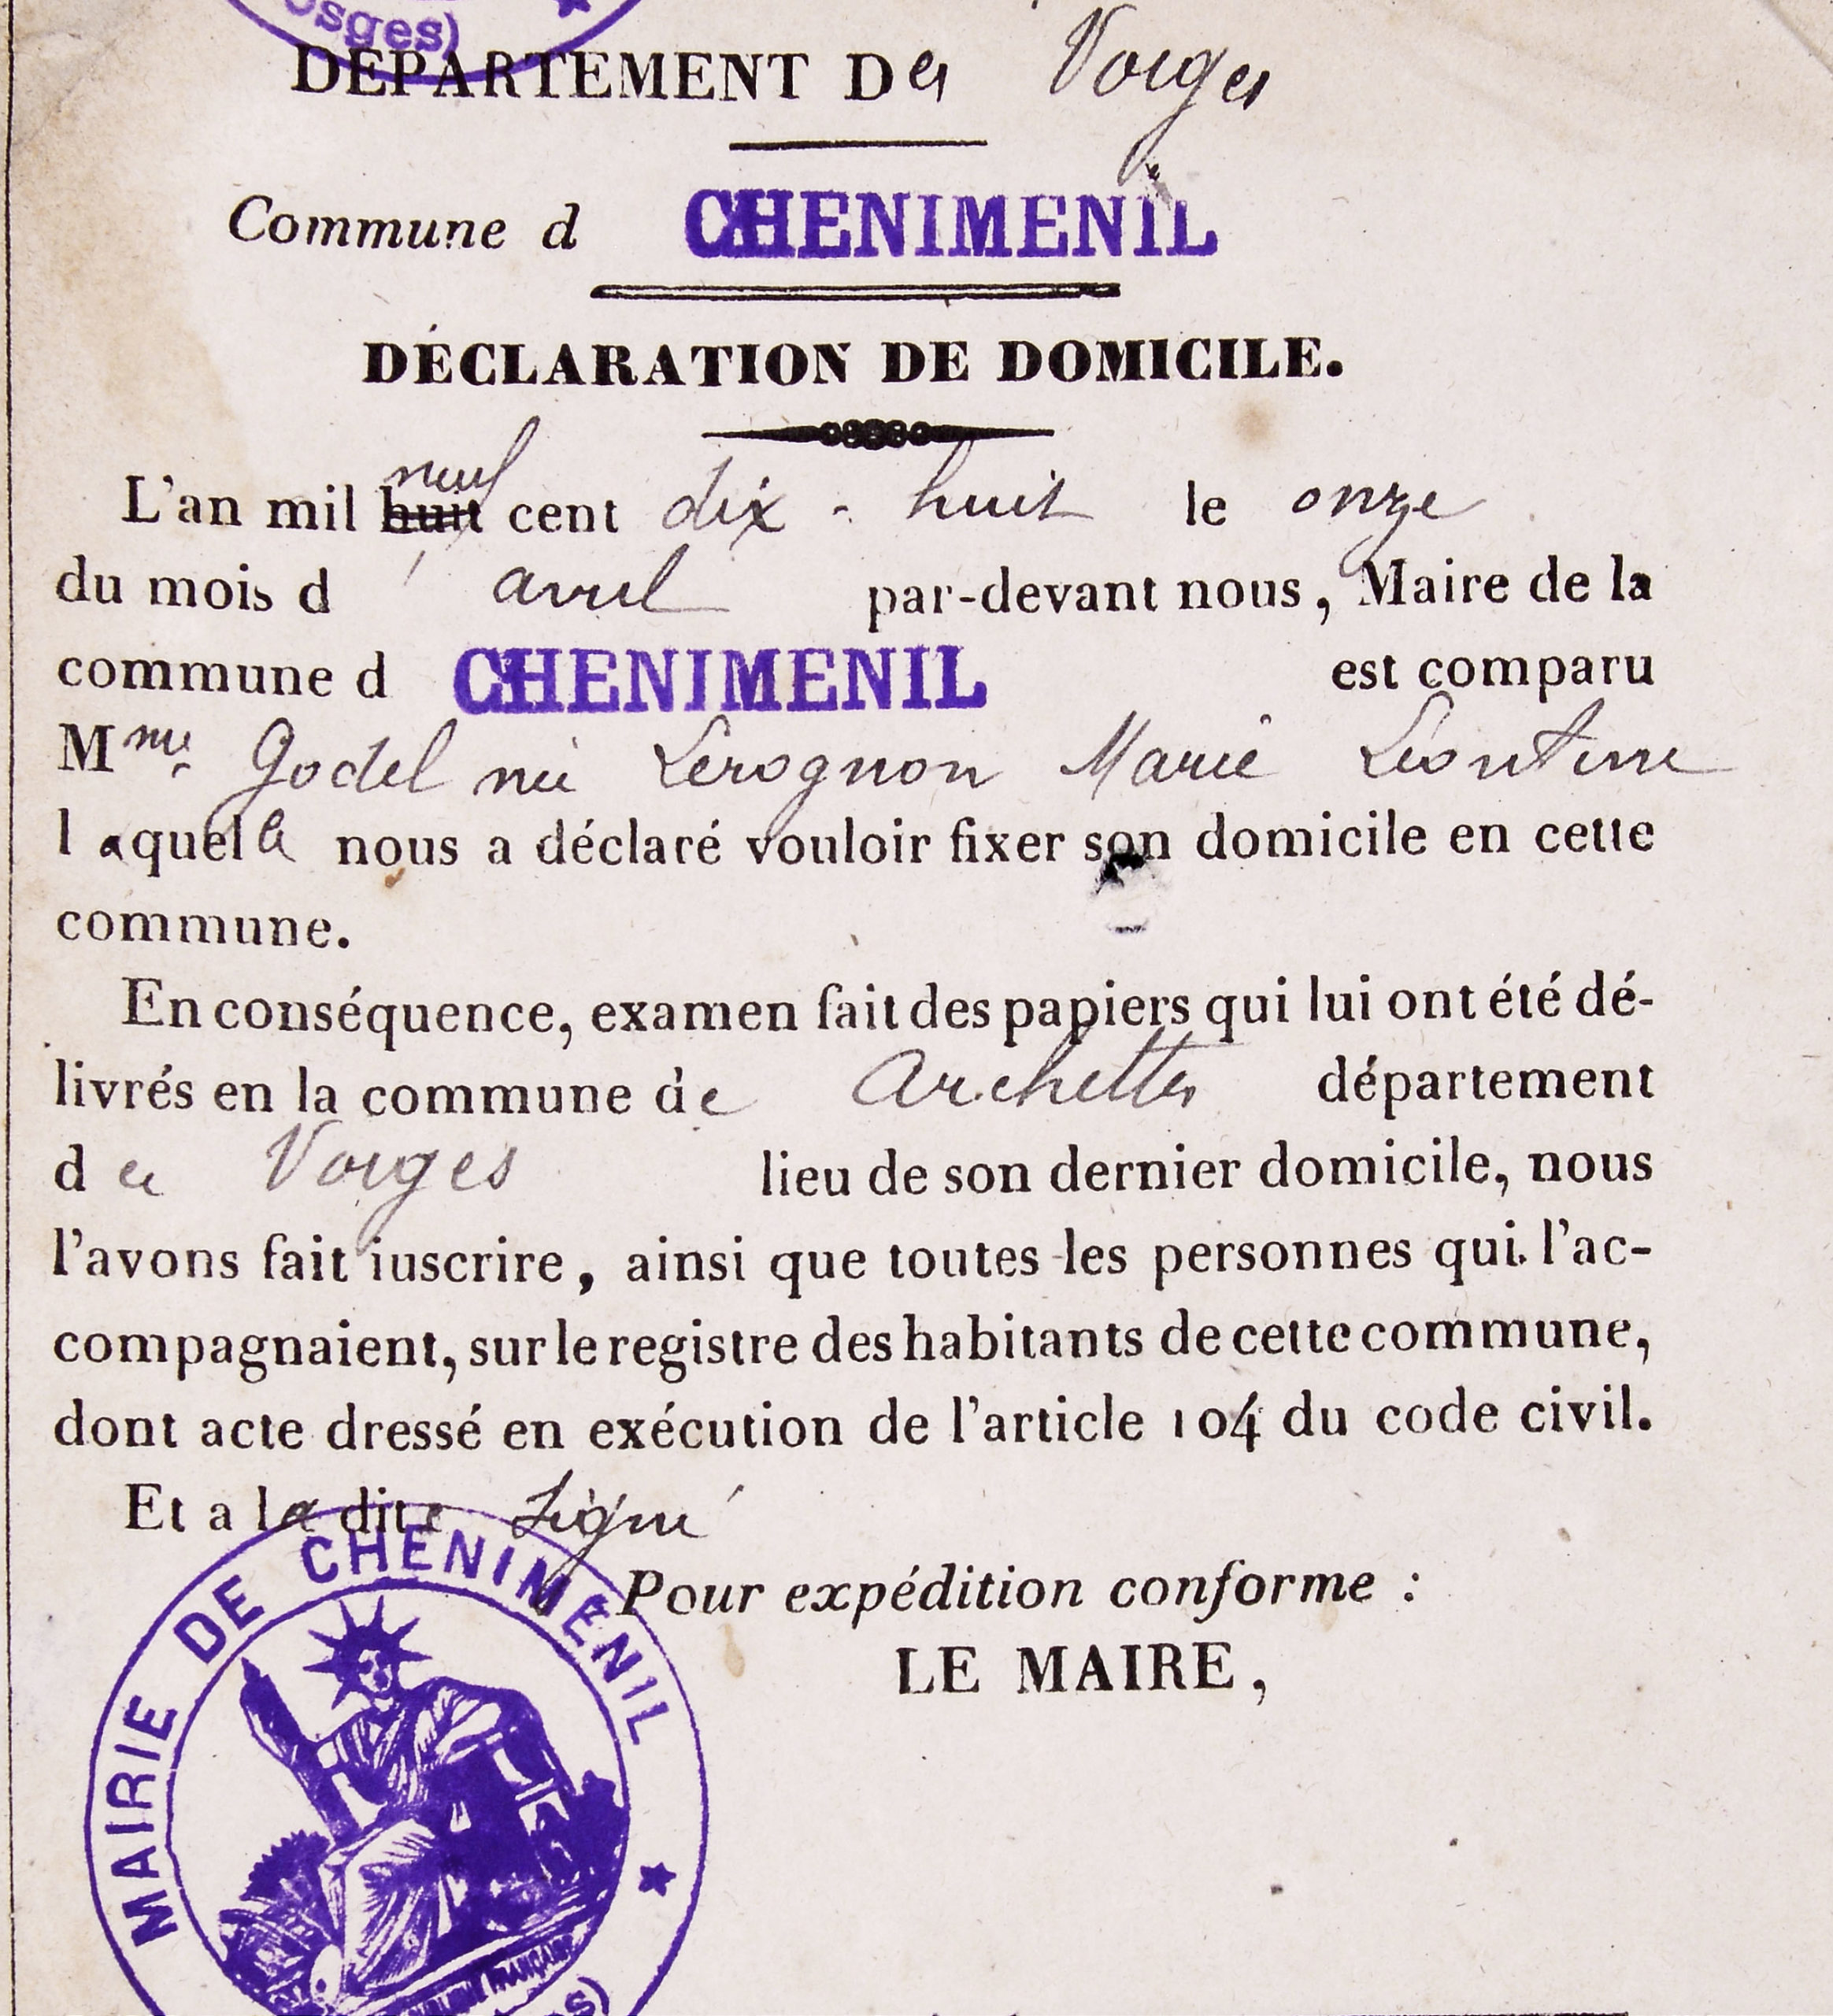 osges)
DÉPARTEMENT Des Vosges
Commune d CHENIMENIL
DÉCLARATION DE DOMICILE.
neuf
L'an mil huit cent dix-huit le onze
du mois d'avril par-devant nous, Maire de la
commune d CHENIMENIL est comparu
Mme Godel née Lerognon Marie Léontine
laquelle nous a déclaré vouloir fixer son domicile en cette
commune.
En conséquence, examen fait des papiers qui lui ont été dé-
livrés en la commune de Archettes département
des Vosges lieu de son dernier domicile, nous
l'avons fait iuscrire, ainsi que toutes les personnes qui l'ac-
compagnaient, sur le registre des habitants de cette commune,
dont acte dressé en exécution de l'article 104 du code civil.
Et a la dite signé
Pour expédition conforme :
LE MAIRE,
MAIRIE DE CHENIMENIL
FRANÇAISE